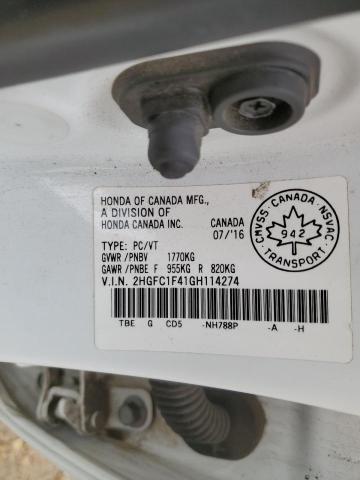 HONDA OF CANADA MFG.,
A DIVISION OF
HONDA CANADA INC. CANADA
07/'16
TYPE: PC/VT
GVWR /PNBV 1770KG
GAWR /PNBE F 955KG R 820KG
V.I.N. 2HGFC1F41GH114274
TBE G CD5 -NH788P -A -H
CMVSS · CANADA · NSVAC
942
TRANSPORT